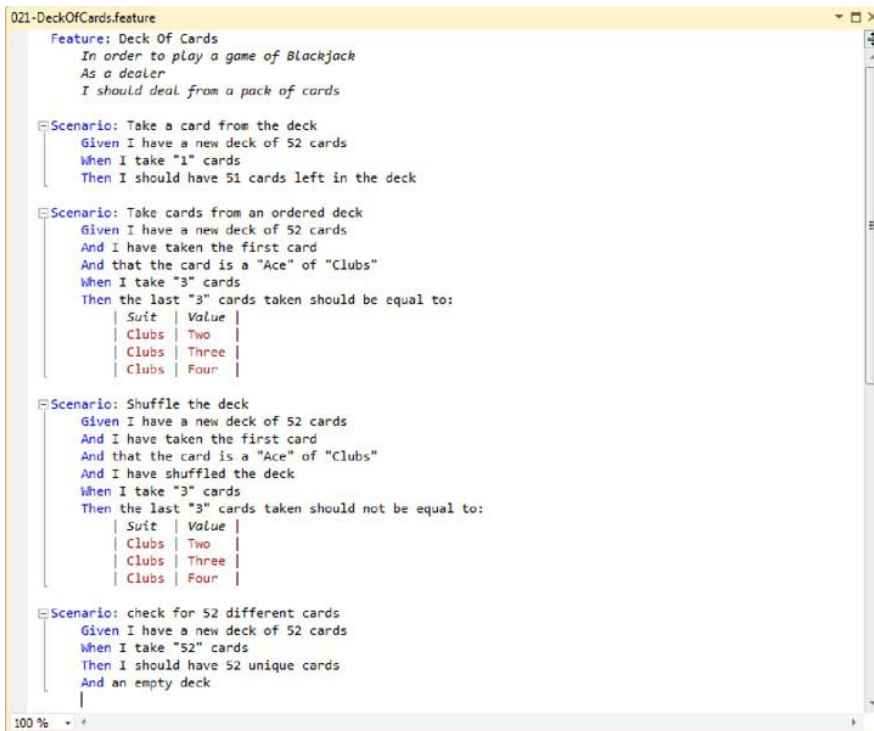 021-DeckOfCards.feature
Feature: Deck Of Cards
In order to play a game of Blackjack
As a dealer
I should deal from a pack of cards
Scenario: Take a card from the deck
Given I have a new deck of 52 cards
When I take "1" cards
Then I should have 51 cards left in the deck
Scenario: Take cards from an ordered deck
Given I have a new deck of 52 cards
And I have taken the first card
And that the card is a "Ace" of "Clubs"
When I take "3" cards
Then the last "3" cards taken should be equal to:
| Suit | Value |
| Clubs | Two |
| Clubs | Three |
| Clubs | Four |
Scenario: Shuffle the deck
Given I have a new deck of 52 cards
And I have taken the first card
And that the card is a "Ace" of "Clubs"
And I have shuffled the deck
When I take "3" cards
Then the last "3" cards taken should not be equal to:
| Suit | Value |
| Clubs | Two |
| Clubs | Three |
| Clubs | Four |
Scenario: check for 52 different cards
Given I have a new deck of 52 cards
When I take "52" cards
Then I should have 52 unique cards
And an empty deck
100 %